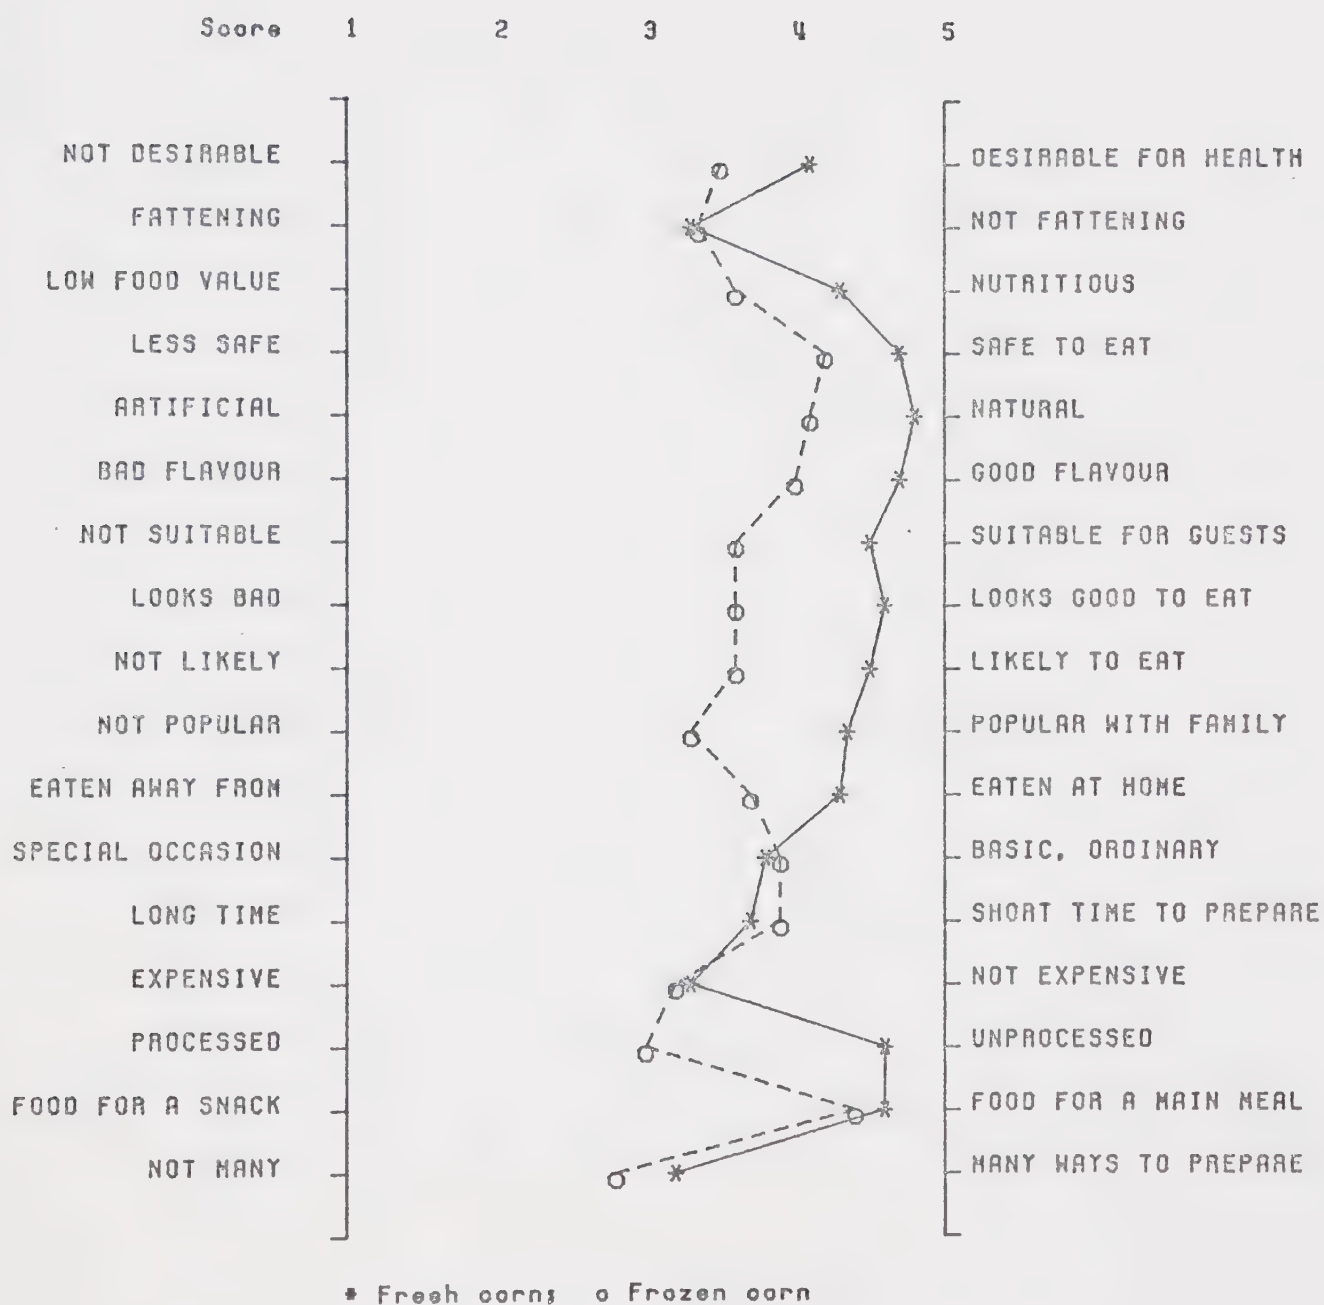 Score 1 2 3 4 5
NOT DESIRABLE DESIRABLE FOR HEALTH
FATTENING NOT FATTENING
LOW FOOD VALUE NUTRITIOUS
LESS SAFE SAFE TO EAT
ARTIFICIAL NATURAL
BAD FLAVOUR GOOD FLAVOUR
NOT SUITABLE SUITABLE FOR GUESTS
LOOKS BAD LOOKS GOOD TO EAT
NOT LIKELY LIKELY TO EAT
NOT POPULAR POPULAR WITH FAMILY
EATEN AWAY FROM EATEN AT HOME
SPECIAL OCCASION BASIC, ORDINARY
LONG TIME SHORT TIME TO PREPARE
EXPENSIVE NOT EXPENSIVE
PROCESSED UNPROCESSED
FOOD FOR A SNACK FOOD FOR A MAIN MEAL
NOT MANY MANY WAYS TO PREPARE
* Fresh corn; o Frozen corn